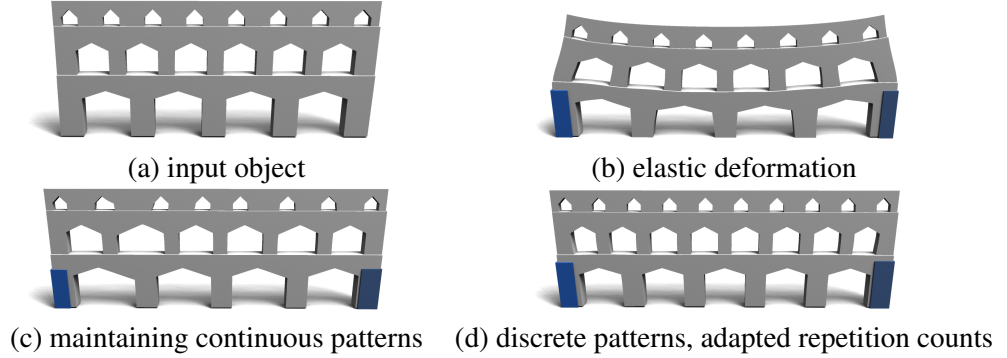 (a) input object
(b) elastic deformation
(c) maintaining continuous patterns
(d) discrete patterns, adapted repetition counts